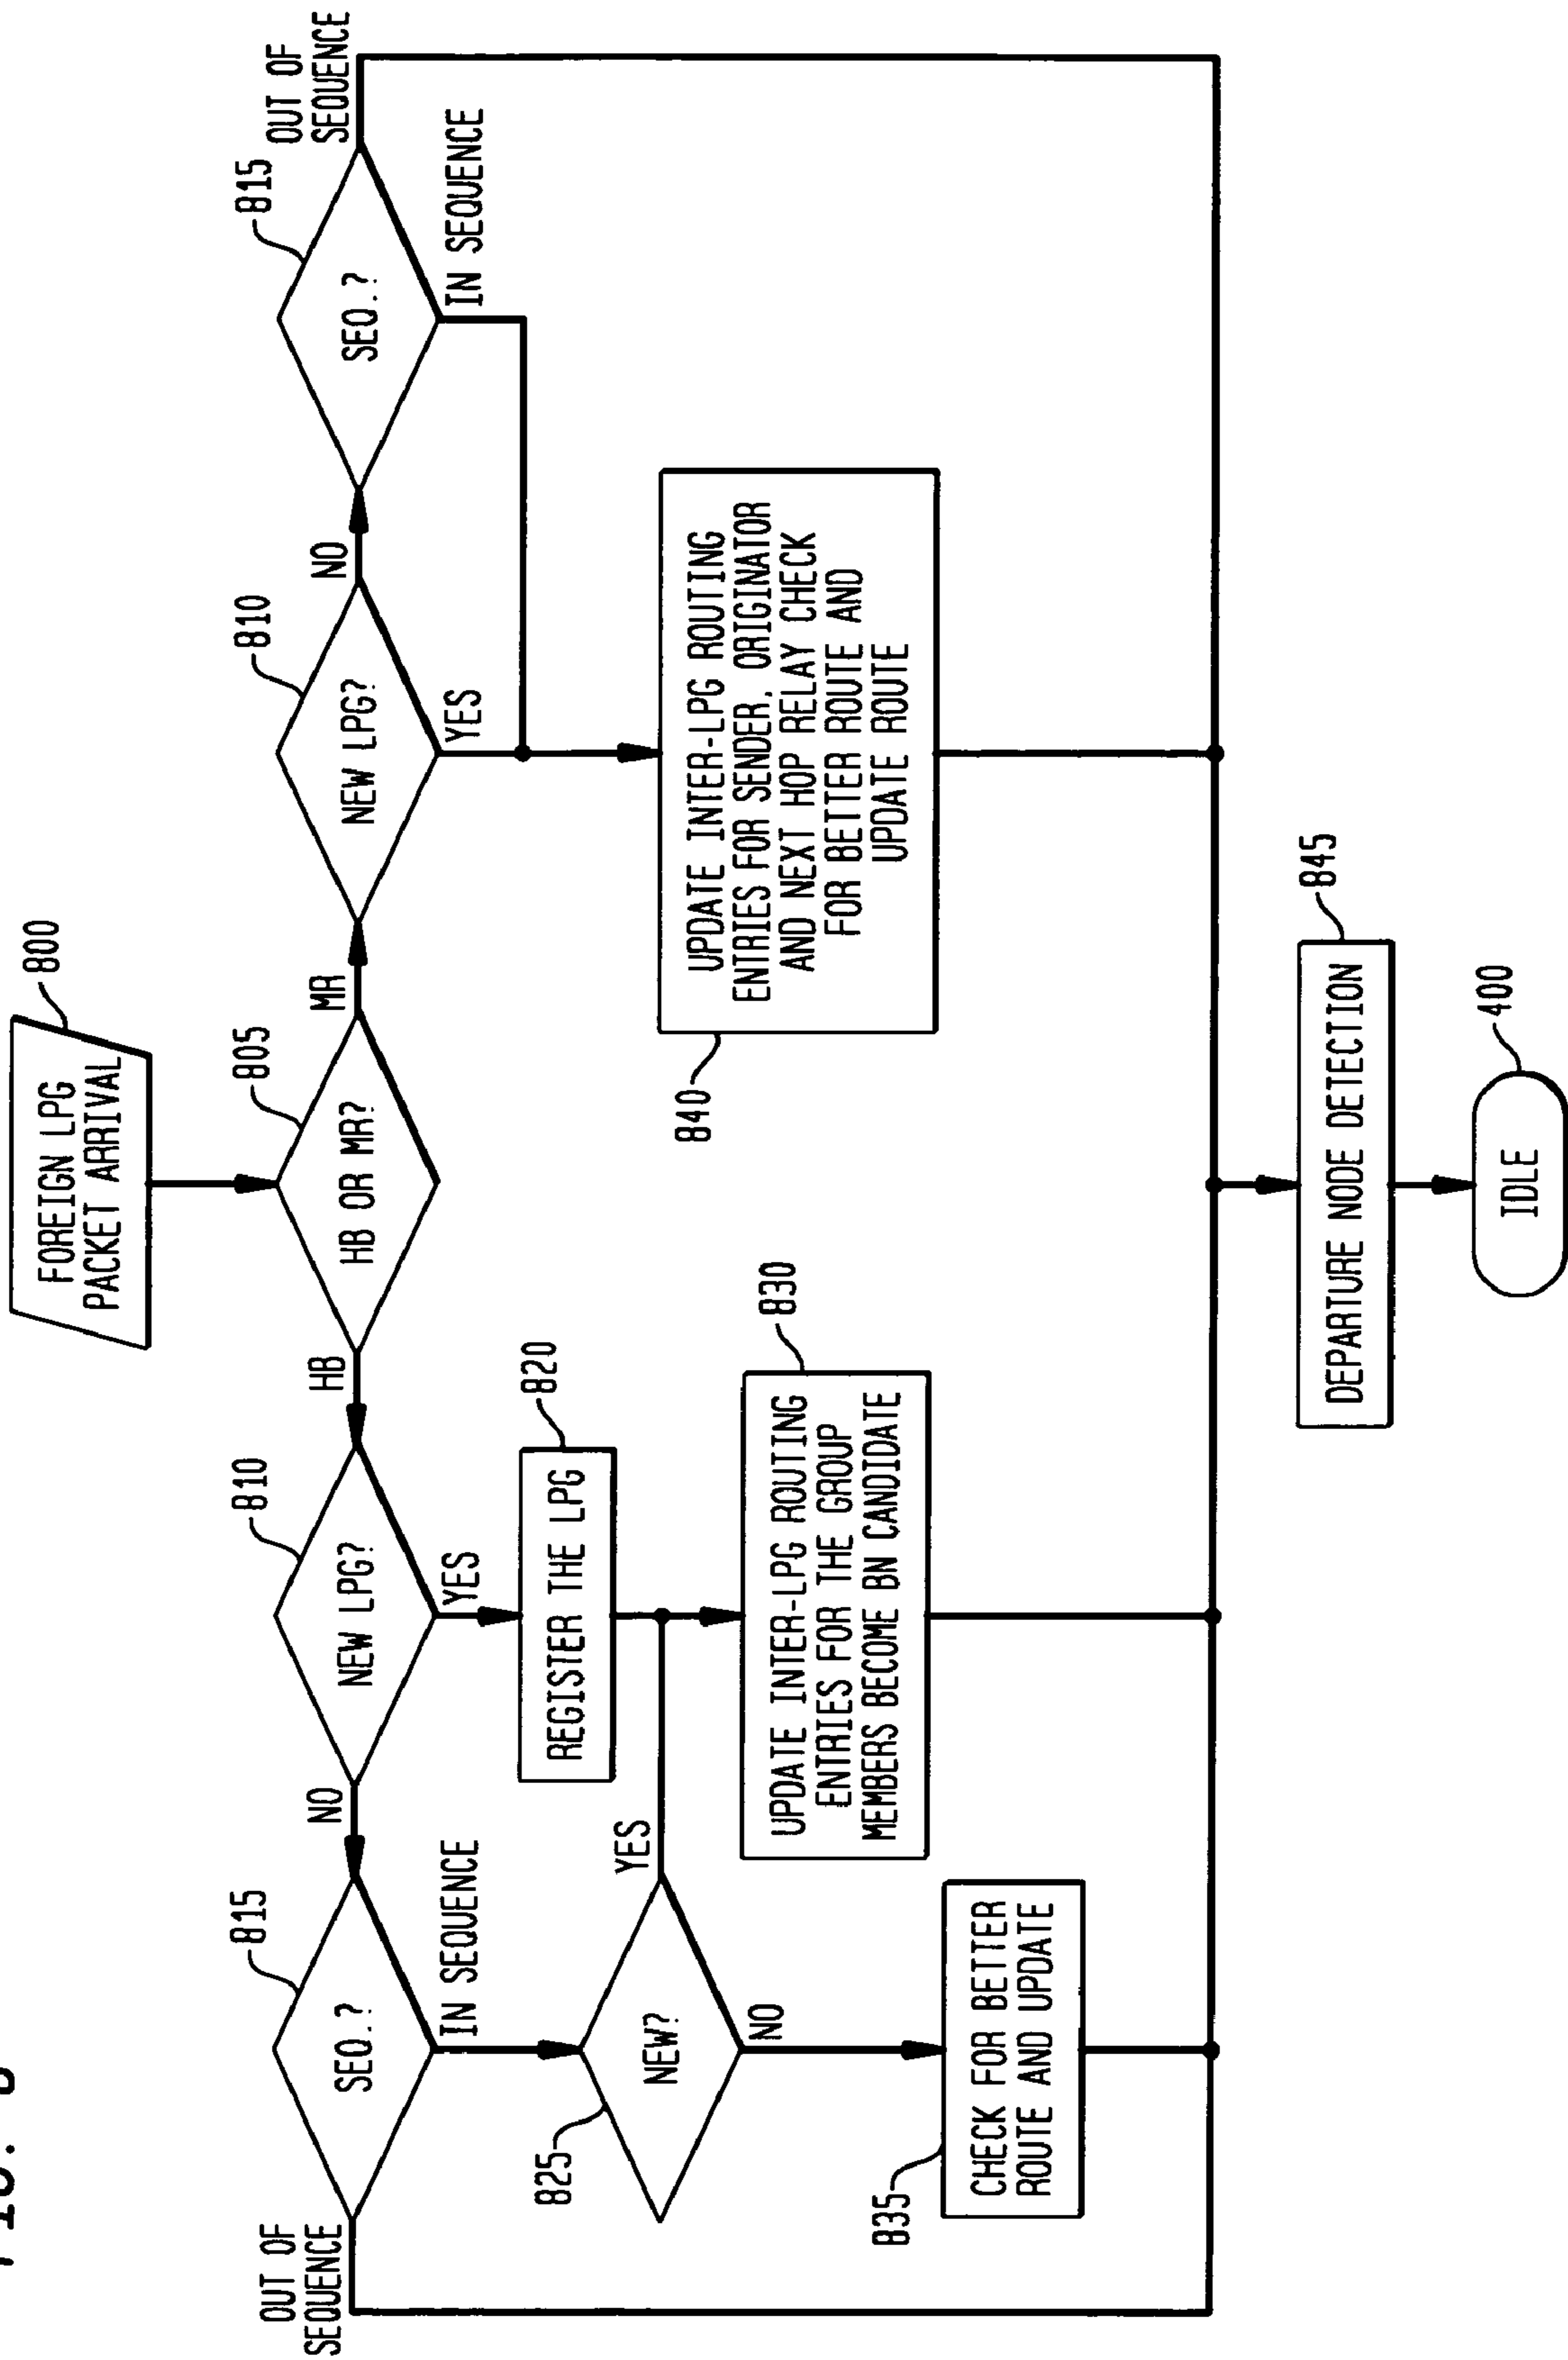 FOREIGN LPG
PACKET ARRIVAL
800
HB OR MR?
805
HB
MR
NEW LPG?
810
NO
YES
SEQ.?
815
OUT OF
SEQUENCE
IN SEQUENCE
REGISTER THE LPG
820
NEW?
825
YES
NO
UPDATE INTER-LPG ROUTING
ENTRIES FOR THE GROUP
MEMBERS BECOME BN CANDIDATE
830
CHECK FOR BETTER
ROUTE AND UPDATE
835
NEW LPG?
810
NO
YES
SEQ.?
815
OUT OF
SEQUENCE
IN SEQUENCE
UPDATE INTER-LPG ROUTING
ENTRIES FOR SENDER, ORIGINATOR
AND NEXT HOP RELAY CHECK
FOR BETTER ROUTE AND
UPDATE ROUTE
840
DEPARTURE NODE DETECTION
845
IDLE
400